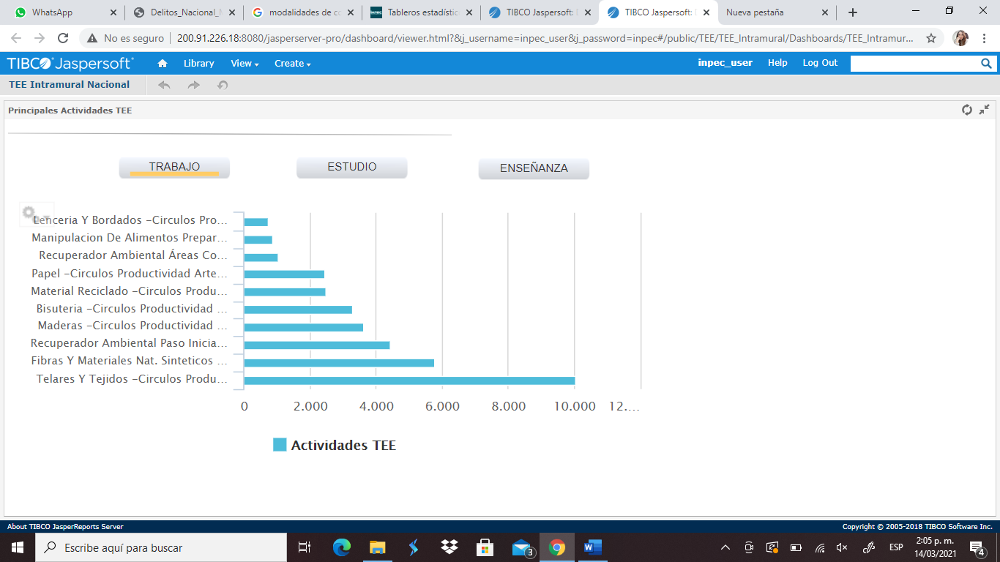 WhatsApp
Delitos_Nacional_
modalidades de co
Tableros estadístic
TIBCO Jaspersoft:
TIBCO Jaspersoft:
Nueva pestaña
No es seguro | 200.91.226.18:8080/jasperserver-pro/dashboard/viewer.html?&j_username=inpec_user&j_password=inpec#/public/TEE/TEE_Intramural/Dashboards/TEE_Intramur...
TIBCO Jaspersoft
Library
View
Create
inpec_user
Help
Log Out
TEE Intramural Nacional
Principales Actividades TEE
TRABAJO
ESTUDIO
ENSEÑANZA
Lenceria Y Bordados -Circulos Pro...
Manipulacion De Alimentos Prepar...
Recuperador Ambiental Áreas Co...
Papel -Circulos Productividad Arte...
Material Reciclado -Circulos Produ...
Bisuteria -Circulos Productividad ...
Maderas -Circulos Productividad ...
Recuperador Ambiental Paso Inicia...
Fibras Y Materiales Nat. Sinteticos ...
Telares Y Tejidos -Circulos Produ...
0 2.000 4.000 6.000 8.000 10.000 12....
Actividades TEE
About TIBCO JasperReports Server
Copyright © 2005-2018 TIBCO Software Inc.
Escribe aquí para buscar
3
ESP
2:05 p. m.
14/03/2021
4